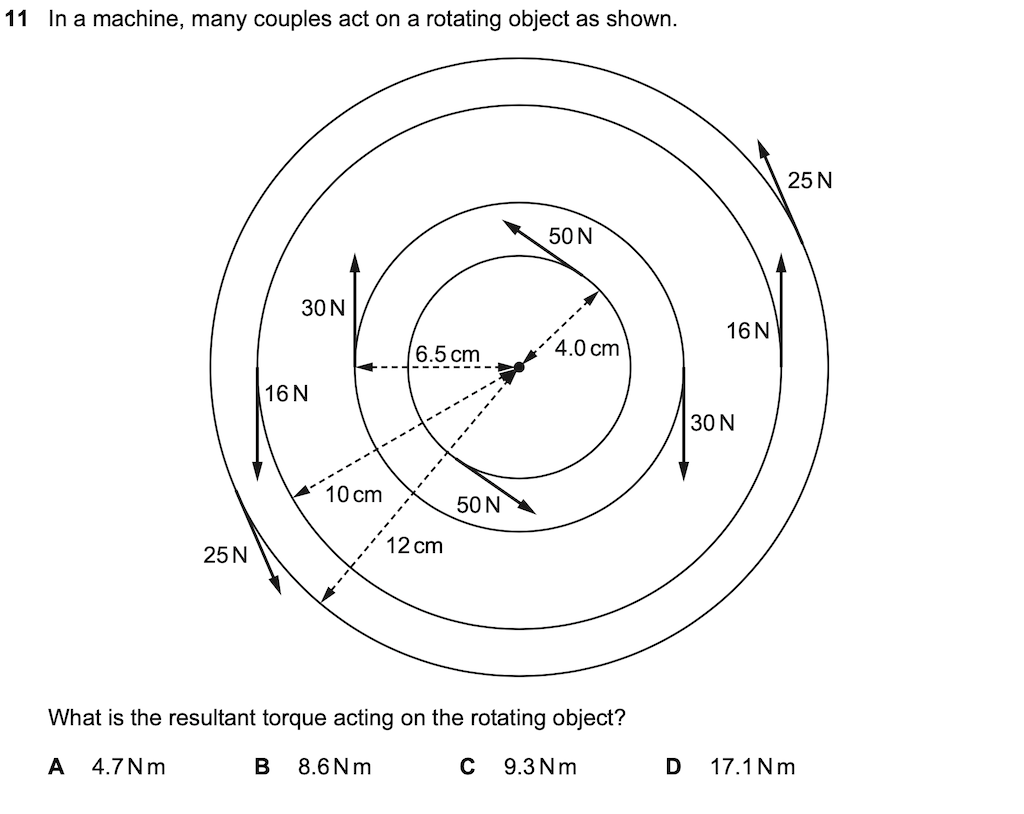 11 In a machine, many couples act on a rotating object as shown.
25 N
50 N
30 N
16 N
6.5 cm
4.0 cm
16 N
30 N
10 cm
50 N
12 cm
25 N
What is the resultant torque acting on the rotating object?
A 4.7 N m B 8.6 N m C 9.3 N m D 17.1 N m